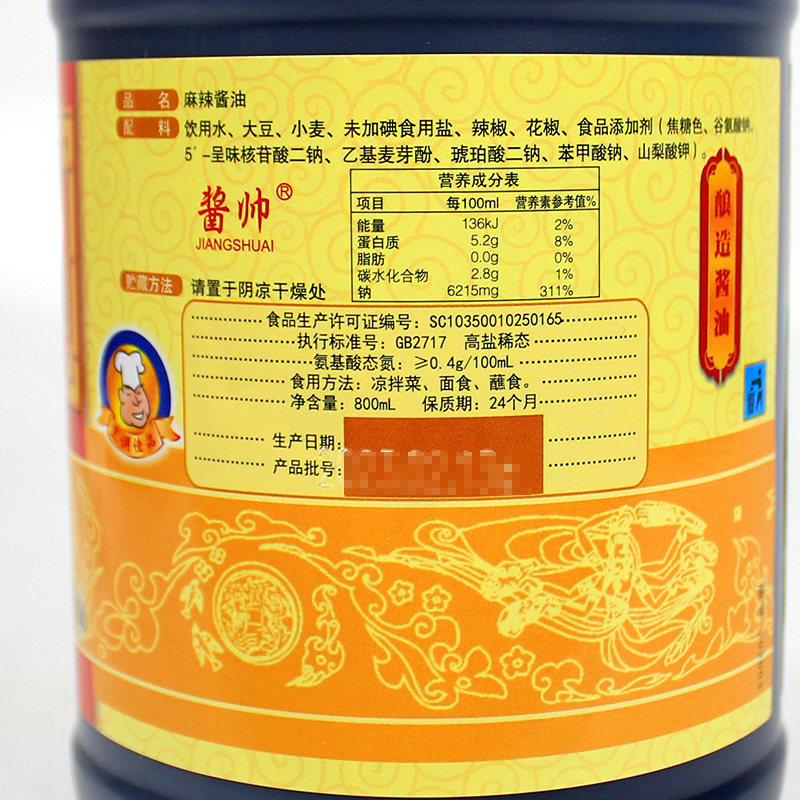 品 名 麻辣酱油
配 料 饮用水、大豆、小麦、未加碘食用盐、辣椒、花椒、食品添加剂（焦糖色、谷氨酸钠、
5′-呈味核苷酸二钠、乙基麦芽酚、琥珀酸二钠、苯甲酸钠、山梨酸钾）。
酱帅®
JIANGSHUAI
营养成分表
项目 每100ml 营养素参考值%
能量 136kJ 2%
蛋白质 5.2g 8%
脂肪 0.0g 0%
碳水化合物 2.8g 1%
钠 6215mg 311%
酿造酱油
贮藏方法 请置于阴凉干燥处
食品生产许可证编号：SC10350010250165
执行标准号：GB2717 高盐稀态
氨基酸态氮：≥0.4g/100mL
食用方法：凉拌菜、面食、蘸食。
净含量：800mL 保质期：24个月
生产日期：
产品批号：